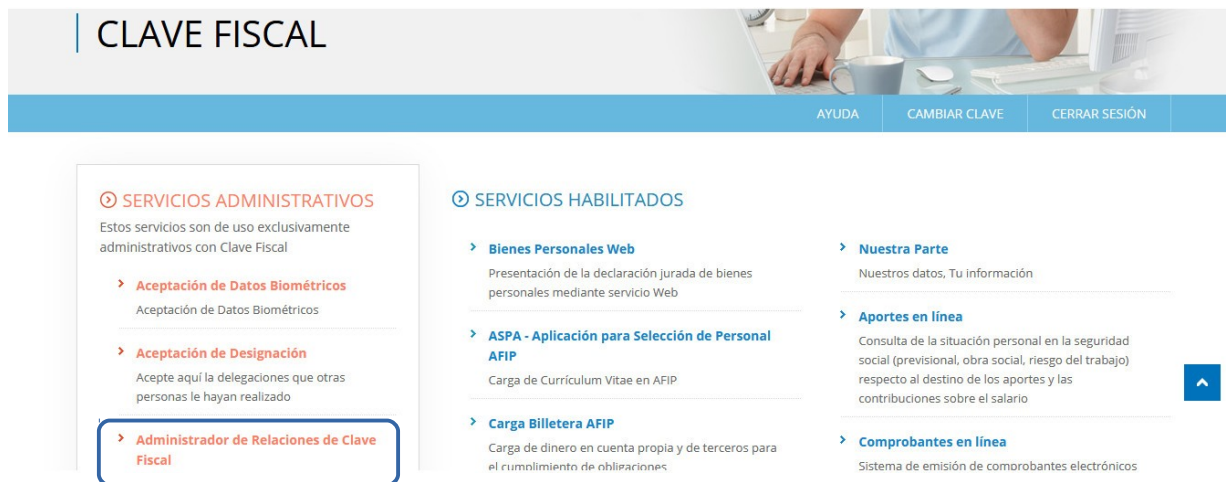 CLAVE FISCAL
AYUDA
CAMBIAR CLAVE
CERRAR SESIÓN
SERVICIOS ADMINISTRATIVOS
Estos servicios son de uso exclusivamente
administrativos con Clave Fiscal
Aceptación de Datos Biométricos
Aceptación de Datos Biométricos
Aceptación de Designación
Acepte aquí la delegaciones que otras
personas le hayan realizado
Administrador de Relaciones de Clave
Fiscal
SERVICIOS HABILITADOS
Bienes Personales Web
Presentación de la declaración jurada de bienes
personales mediante servicio Web
ASPA - Aplicación para Selección de Personal
AFIP
Carga de Currículum Vitae en AFIP
Carga Billetera AFIP
Carga de dinero en cuenta propia y de terceros para
el cumplimiento de obligaciones
Nuestra Parte
Nuestros datos, Tu información
Aportes en línea
Consulta de la situación personal en la seguridad
social (previsional, obra social, riesgo del trabajo)
respecto al destino de los aportes y las
contribuciones sobre el salario
Comprobantes en línea
Sistema de emisión de comprobantes electrónicos